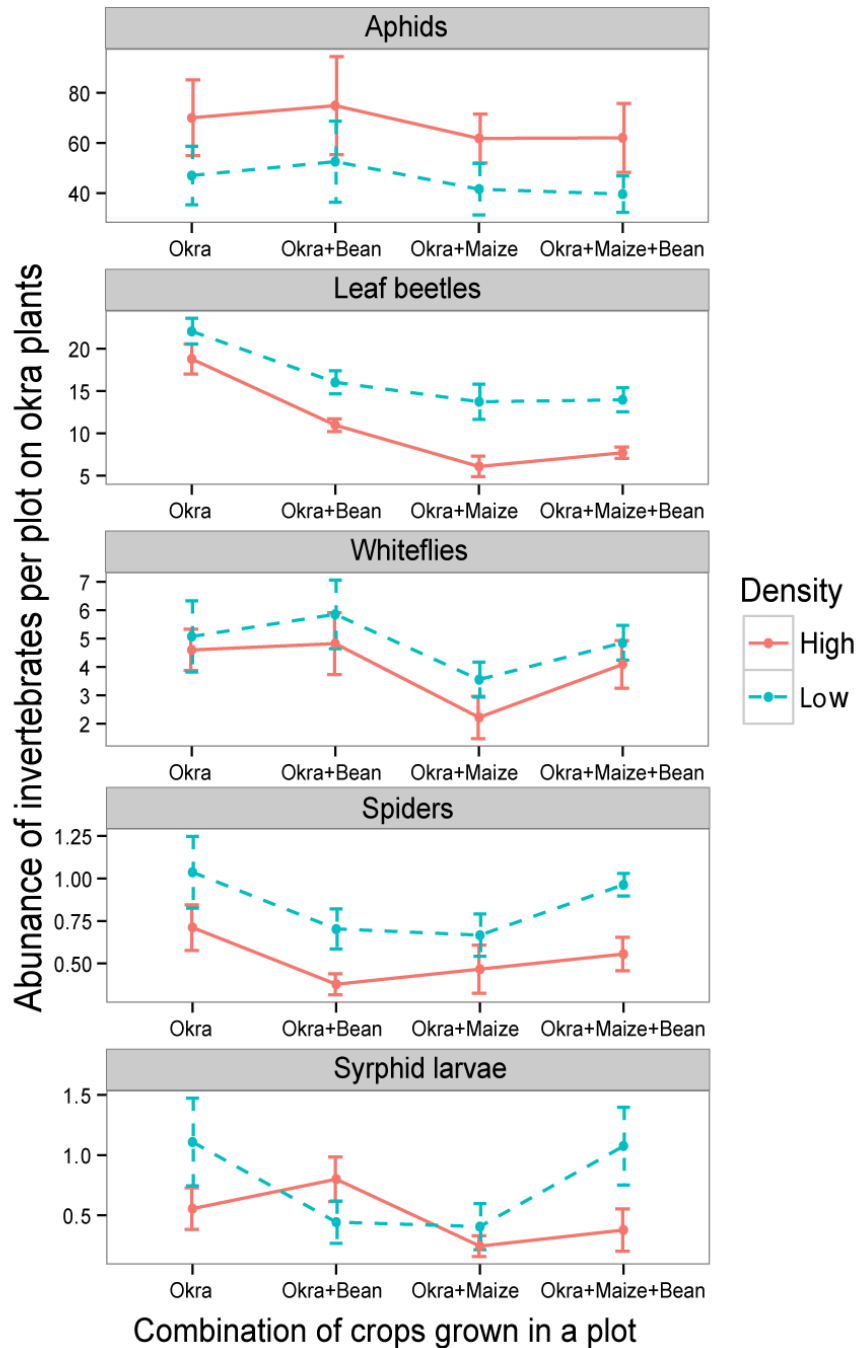 Abunance of invertebrates per plot on okra plants
Aphids
80
60
40
Okra Okra+Bean Okra+Maize Okra+Maize+Bean
Leaf beetles
20
15
10
5
Okra Okra+Bean Okra+Maize Okra+Maize+Bean
Whiteflies
7
6
5
4
3
2
Okra Okra+Bean Okra+Maize Okra+Maize+Bean
Spiders
1.25
1.00
0.75
0.50
Okra Okra+Bean Okra+Maize Okra+Maize+Bean
Syrphid larvae
1.5
1.0
0.5
Okra Okra+Bean Okra+Maize Okra+Maize+Bean
Combination of crops grown in a plot
Density
High
Low